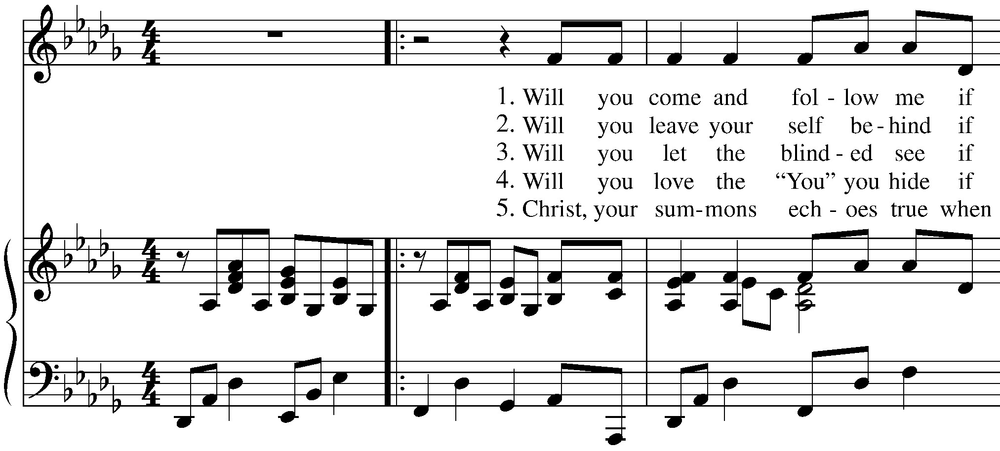 1. Will you come and fol - low me if
2. Will you leave your self be - hind if
3. Will you let the blind - ed see if
4. Will you love the “You” you hide if
5. Christ, your sum - mons ech - oes true when